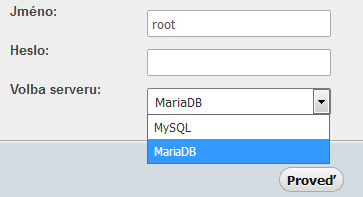 Jméno:
root
Heslo:
Volba serveru:
MariaDB
MySQL
MariaDB
Proveď